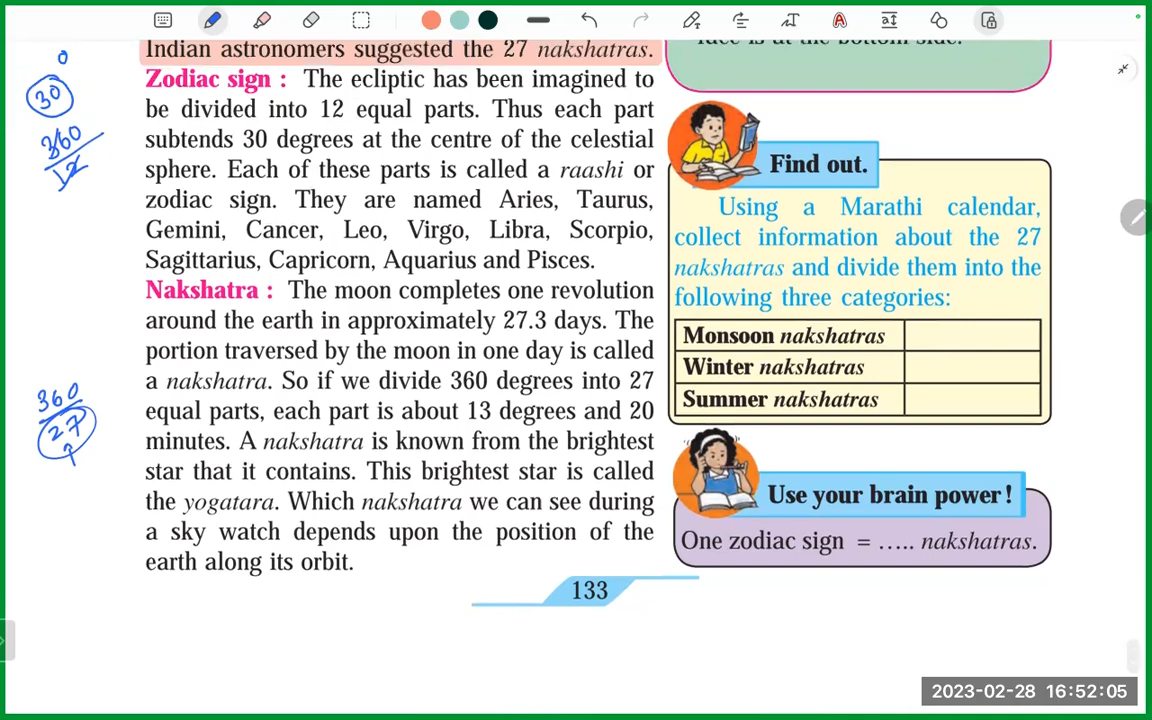 Indian astronomers suggested the 27 nakshatras.
Zodiac sign : The ecliptic has been imagined to
be divided into 12 equal parts. Thus each part
subtends 30 degrees at the centre of the celestial
sphere. Each of these parts is called a raashi or
zodiac sign. They are named Aries, Taurus,
Gemini, Cancer, Leo, Virgo, Libra, Scorpio,
Sagittarius, Capricorn, Aquarius and Pisces.
Nakshatra : The moon completes one revolution
around the earth in approximately 27.3 days. The
portion traversed by the moon in one day is called
a nakshatra. So if we divide 360 degrees into 27
equal parts, each part is about 13 degrees and 20
minutes. A nakshatra is known from the brightest
star that it contains. This brightest star is called
the yogatara. Which nakshatra we can see during
a sky watch depends upon the position of the
earth along its orbit.
133
face is at the bottom side.
Find out.
Using a Marathi calendar,
collect information about the 27
nakshatras and divide them into the
following three categories:
Monsoon nakshatras
Winter nakshatras
Summer nakshatras
Use your brain power!
One zodiac sign = ..... nakshatras.
0
30
360
12
360
27
2023-02-28 16:52:05